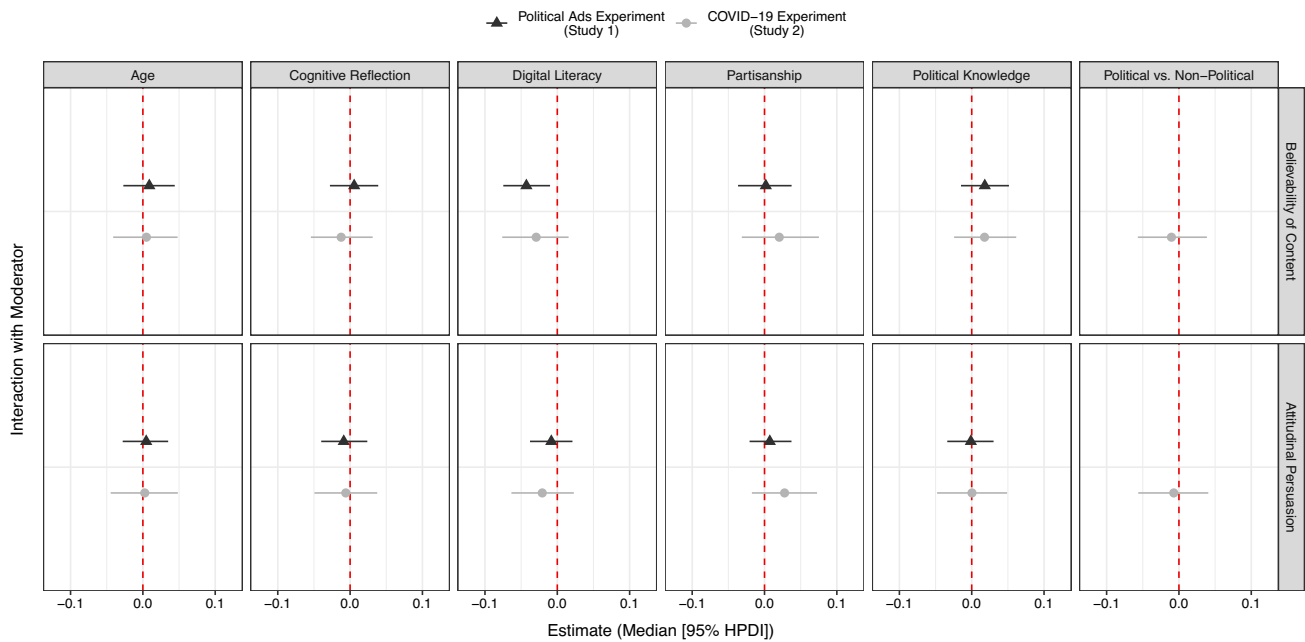 Political Ads Experiment
(Study 1)
COVID−19 Experiment
(Study 2)
Age
Cognitive Reflection
Digital Literacy
Partisanship
Political Knowledge
Political vs. Non−Political
Believability of Content
Attitudinal Persuasion
Interaction with Moderator
−0.1 0.0 0.1
−0.1 0.0 0.1
−0.1 0.0 0.1
−0.1 0.0 0.1
−0.1 0.0 0.1
−0.1 0.0 0.1
Estimate (Median [95% HPDI])